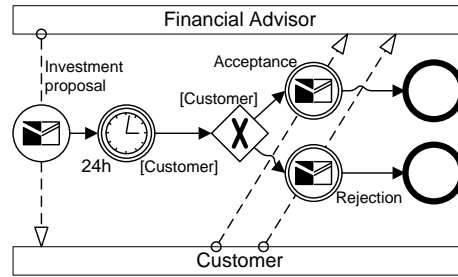 Financial Advisor
Investment
proposal
Acceptance
[Customer]
24h
[Customer]
Rejection
Customer